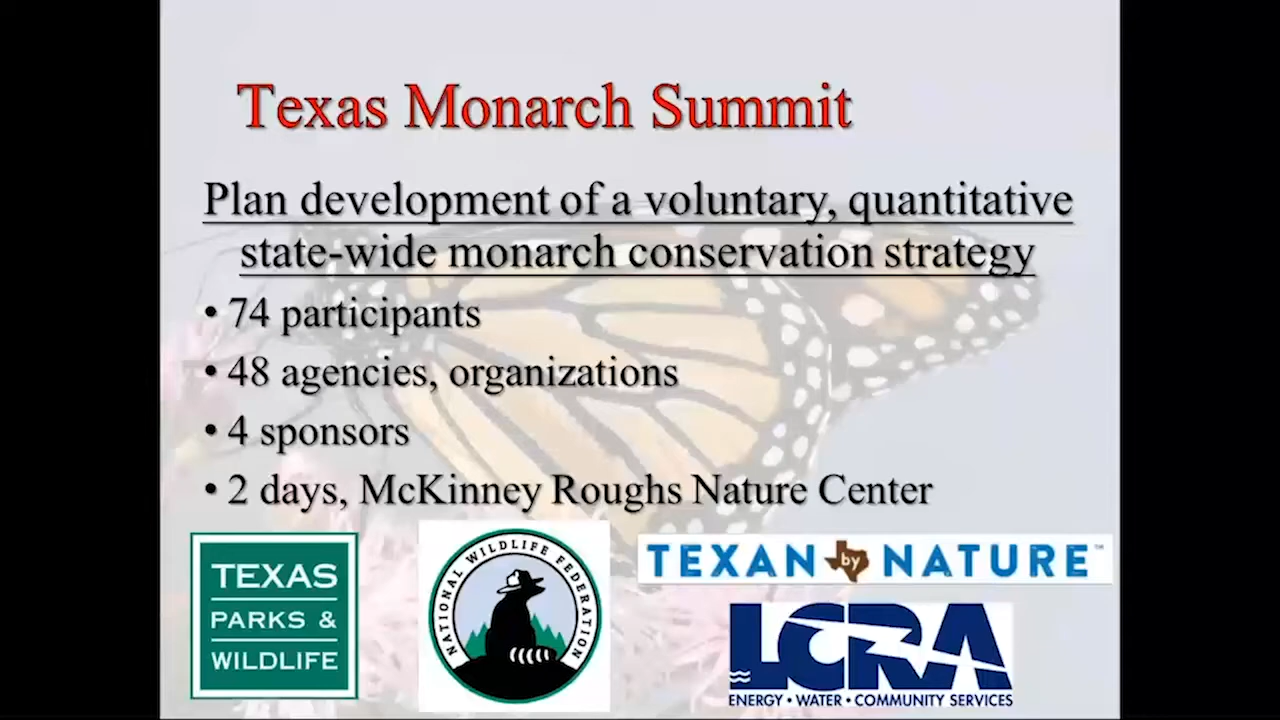 Texas Monarch Summit
Plan development of a voluntary, quantitative
state-wide monarch conservation strategy
• 74 participants
• 48 agencies, organizations
• 4 sponsors
• 2 days, McKinney Roughs Nature Center
TEXAS
PARKS &
WILDLIFE
NATIONAL WILDLIFE FEDERATION
TEXAN by NATURE™
LCRA
ENERGY • WATER • COMMUNITY SERVICES